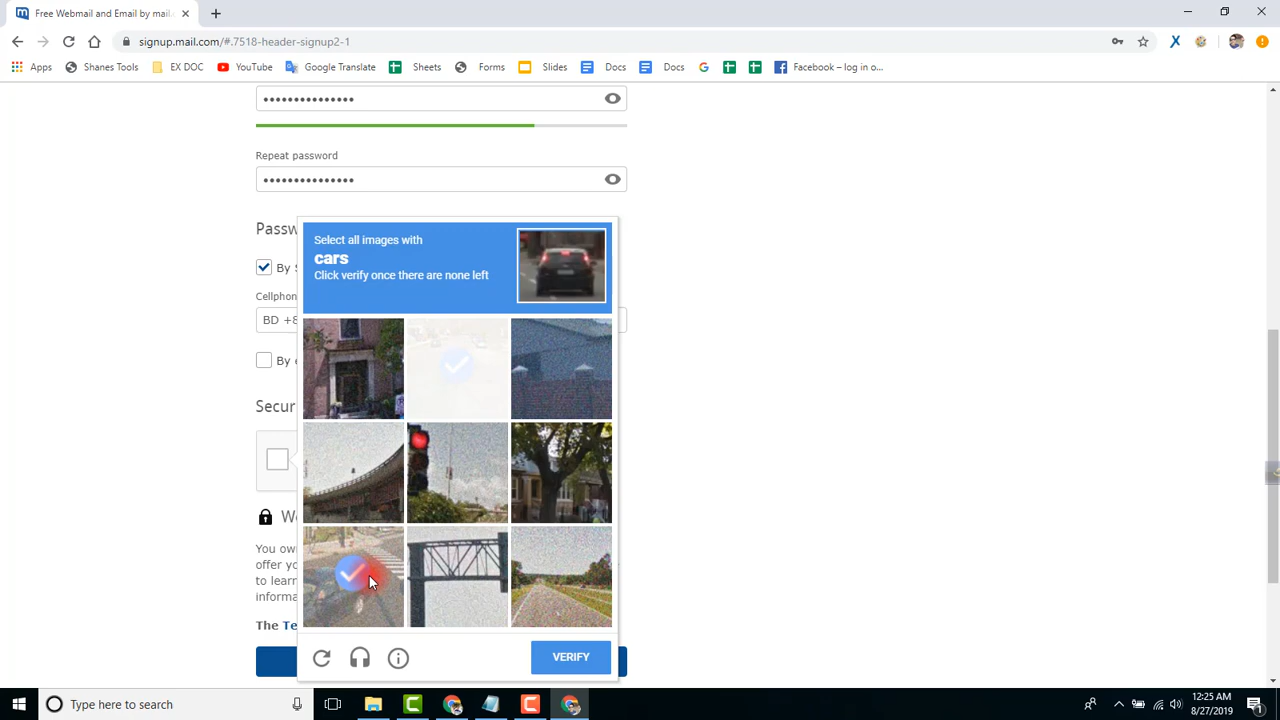 Free Webmail and Email by mail.c
signup.mail.com/#.7518-header-signup2-1
Apps
Shanes Tools
EX DOC
YouTube
Google Translate
Sheets
Forms
Slides
Docs
Docs
Facebook – log in o...
•••••••••••••••
Repeat password
•••••••••••••••
Passw
Select all images with
cars
Click verify once there are none left
By S
Cellphon
BD +8
By e
Secur
We
You ow
offer yo
to learn
informa
The Te
VERIFY
Type here to search
12:25 AM
8/27/2019